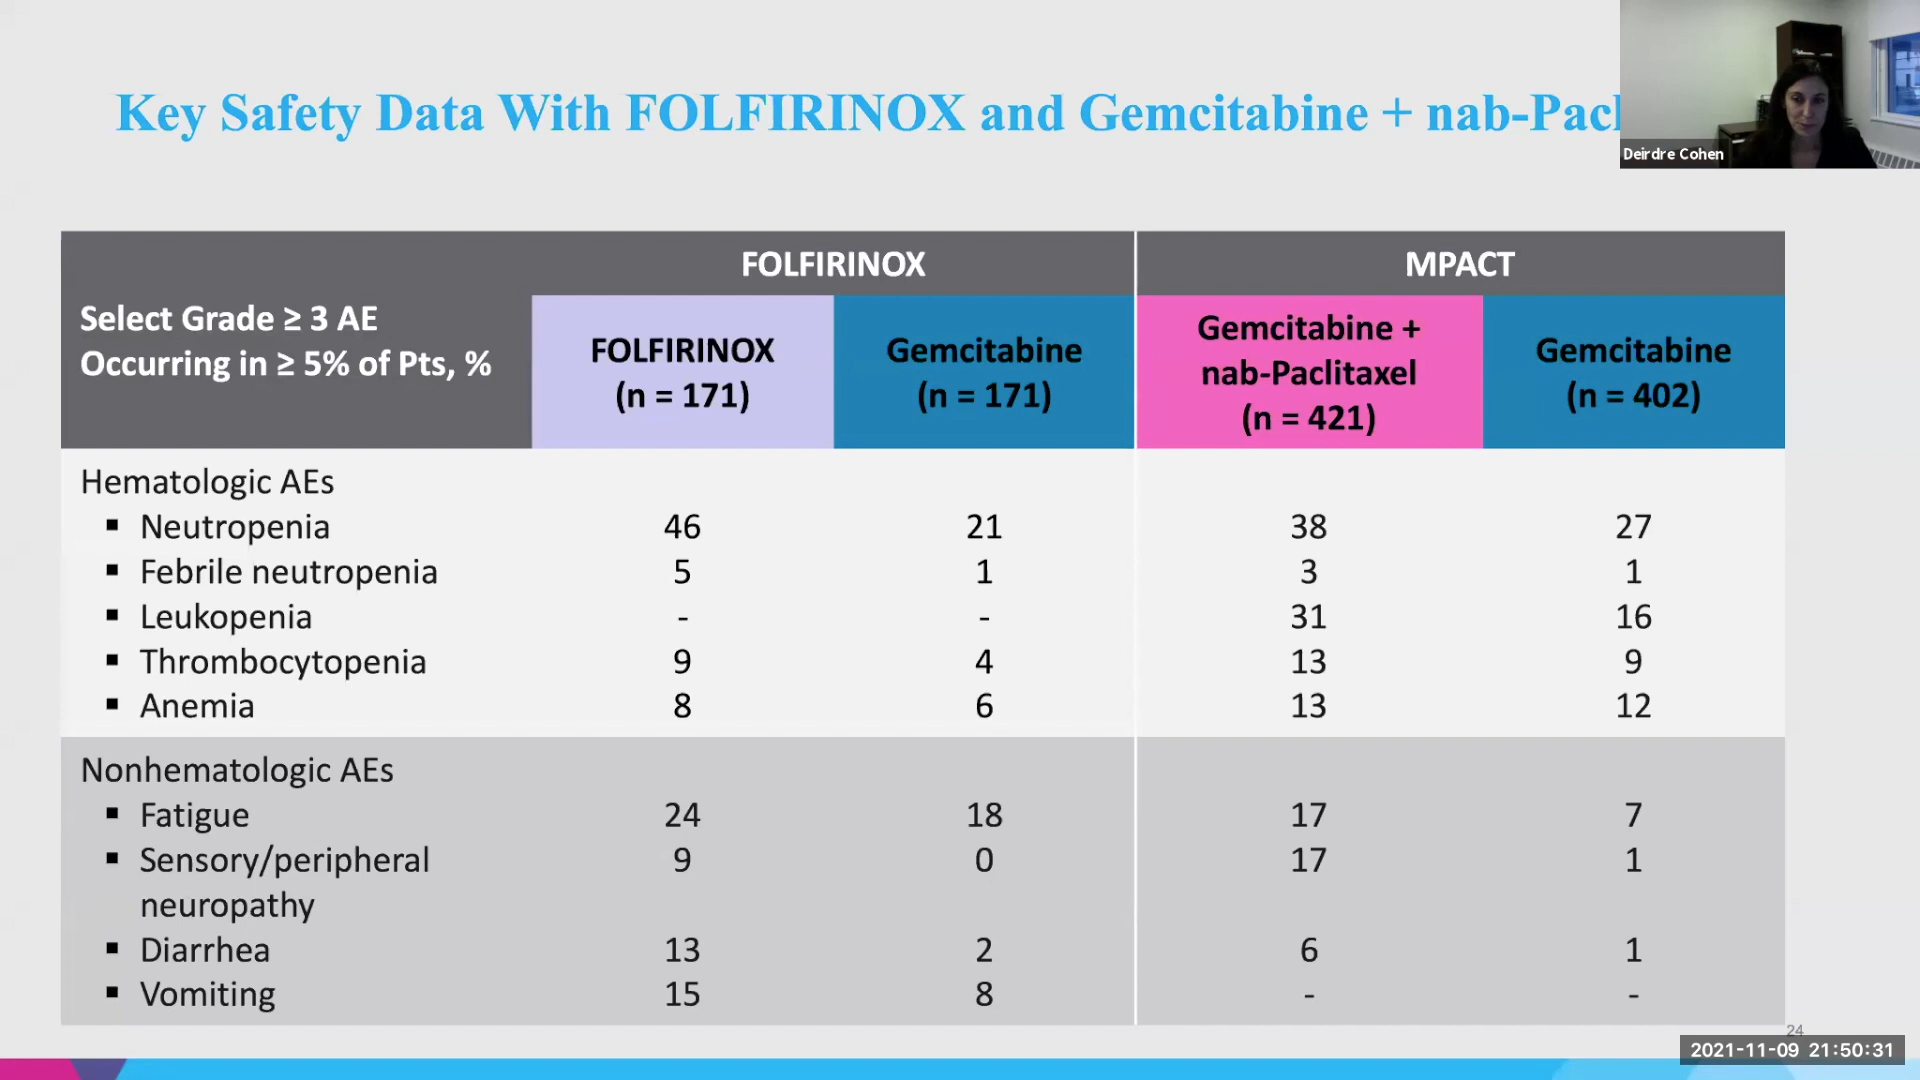 Key Safety Data With FOLFIRINOX and Gemcitabine + nab-Pacl
Deirdre Cohen
FOLFIRINOX MPACT
Select Grade ≥ 3 AE
Occurring in ≥ 5% of Pts, %
FOLFIRINOX
(n = 171)
Gemcitabine
(n = 171)
Gemcitabine +
nab-Paclitaxel
(n = 421)
Gemcitabine
(n = 402)
Hematologic AEs
▪ Neutropenia 46 21 38 27
▪ Febrile neutropenia 5 1 3 1
▪ Leukopenia - - 31 16
▪ Thrombocytopenia 9 4 13 9
▪ Anemia 8 6 13 12
Nonhematologic AEs
▪ Fatigue 24 18 17 7
▪ Sensory/peripheral 9 0 17 1
neuropathy
▪ Diarrhea 13 2 6 1
▪ Vomiting 15 8 - -
24
2021-11-09 21:50:31